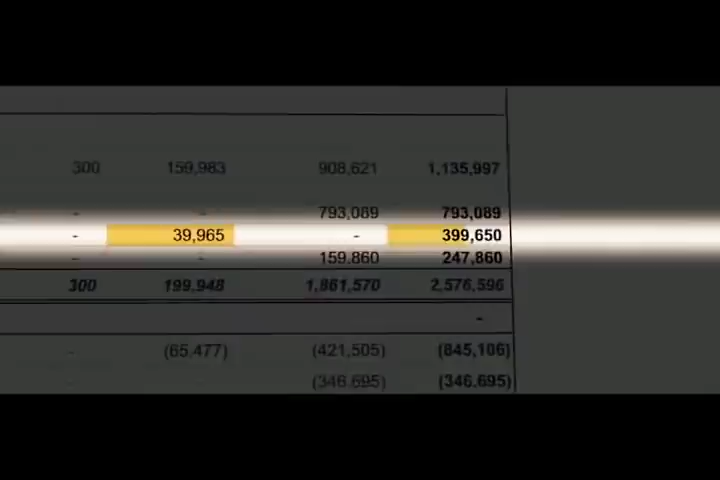 300 159,983 908,621 1,135,997
- - 793,089 793,089
- 39,965 - 399,650
- - 159,860 247,860
300 199,948 1,861,570 2,576,596
-
- (65,477) (421,505) (845,106)
- - (346,695) (346,695)